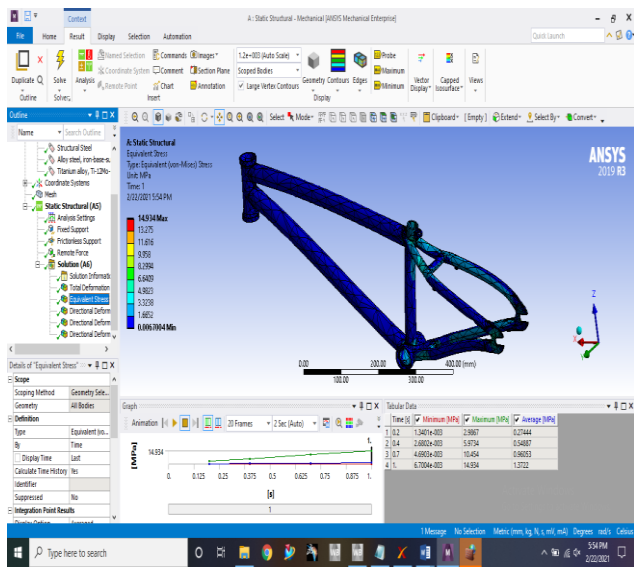 Context
A : Static Structural - Mechanical [ANSYS Mechanical Enterprise]
File Home Result Display Selection Automation
Quick Launch
Duplicate Q Solve Analysis
Named Selection Commands Images
Coordinate System Comment Section Plane
Remote Point Chart Annotation
1.2e+003 (Auto Scale)
Scoped Bodies
Large Vertex Contours
Geometry Contours Edges
Probe
Maximum
Minimum
Vector Display Capped Isosurface Views
Outline Solver Insert Display
Outline
Select Mode Clipboard [Empty] Extend Select By Convert
Name Search Outline
Structural Steel
Alloy steel, iron-base-s
Titanium alloy, Ti-12Mo-
Coordinate Systems
Mesh
Static Structural (A5)
Analysis Settings
Fixed Support
Frictionless Support
Remote Force
Solution (A6)
Solution Informatic
Total Deformation
Equivalent Stress
Directional Deform
Directional Deform
Directional Deform
A: Static Structural
Equivalent Stress
Type: Equivalent (von-Mises) Stress
Unit: MPa
Time: 1
2/22/2021 5:54 PM
14.934 Max
13.275
11.616
9.958
8.2994
6.6409
4.9823
3.3238
1.6652
0.0067004 Min
ANSYS
2019 R3
Z
X
Y
0.00 200.00 400.00 (mm)
100.00 300.00
Details of "Equivalent Stress"
Scope
Scoping Method Geometry Sele...
Geometry All Bodies
Definition
Type Equivalent (vo...
By Time
Display Time Last
Calculate Time History Yes
Identifier
Suppressed No
Integration Point Results
Display Option Averaged
Graph
Animation 20 Frames 2 Sec (Auto)
1.
14.934
[MPa]
0. 0.125 0.25 0.375 0.5 0.625 0.75 0.875 1.
[s]
1
Tabular Data
Time [s] Minimum [MPa] Maximum [MPa] Average [MPa]
1 0.2 1.3401e-003 2.9867 0.27444
2 0.4 2.6802e-003 5.9734 0.54887
3 0.7 4.6903e-003 10.454 0.96053
4 1. 6.7004e-003 14.934 1.3722
1 Message No Selection Metric (mm, kg, N, s, mV, mA) Degrees rad/s Celsius
Type here to search
5:54 PM
2/22/2021